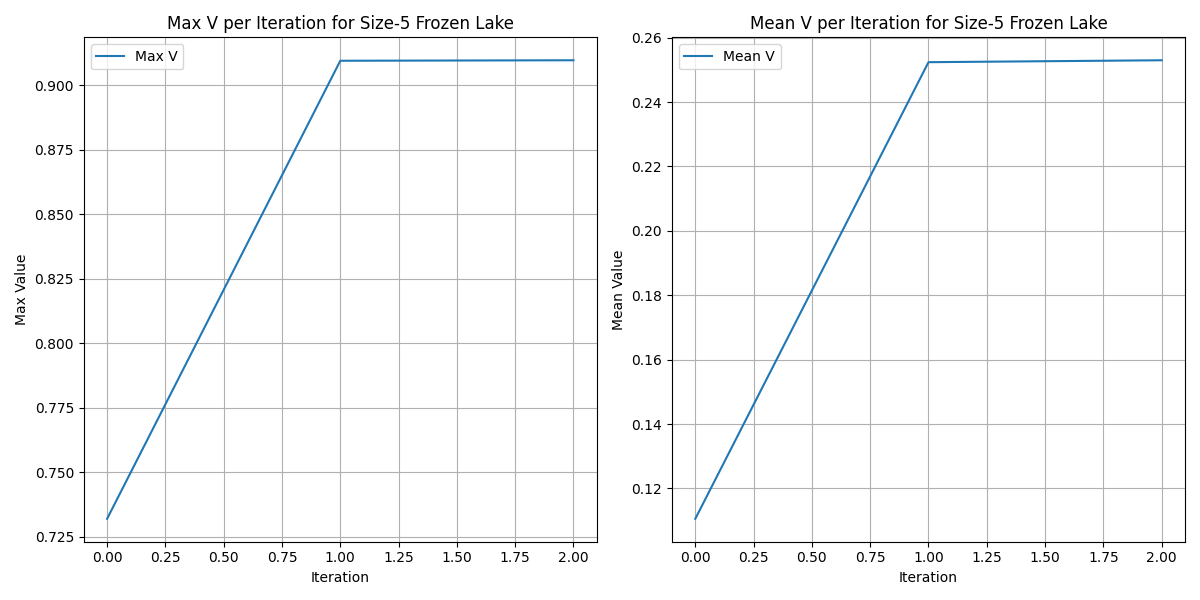 Max V per Iteration for Size-5 Frozen Lake
Max V
0.900
0.875
0.850
0.825
0.800
0.775
0.750
0.725
Max Value
0.00 0.25 0.50 0.75 1.00 1.25 1.50 1.75 2.00
Iteration
Mean V per Iteration for Size-5 Frozen Lake
Mean V
0.26
0.24
0.22
0.20
0.18
0.16
0.14
0.12
Mean Value
0.00 0.25 0.50 0.75 1.00 1.25 1.50 1.75 2.00
Iteration